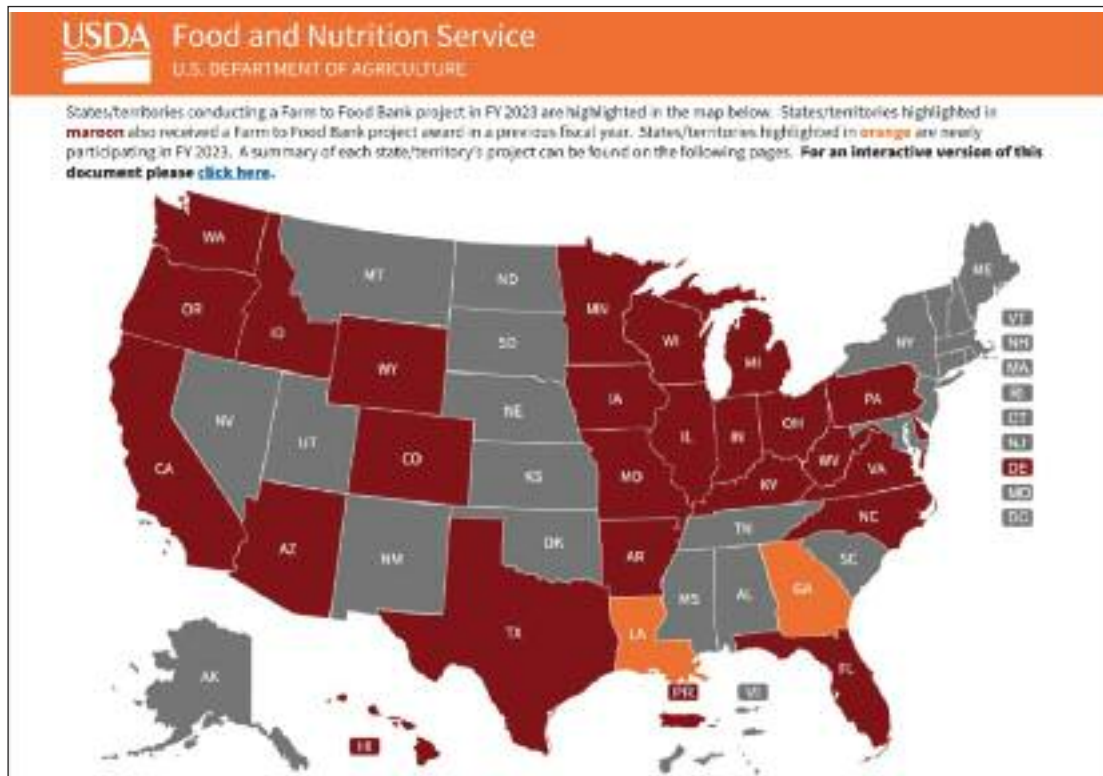 USDA Food and Nutrition Service
U.S. DEPARTMENT OF AGRICULTURE
States/territories conducting a Farm to Food Bank project in FY 2023 are highlighted in the map below. States/territories highlighted in
maroon also received a Farm to Food Bank project award in a previous fiscal year. States/territories highlighted in orange are newly
participating in FY 2023. A summary of each state/territory's project can be found on the following pages. For an interactive version of this
document please click here.
WA
MT
ND
MN
ME
OR
ID
SD
WI
MI
NY
VT
NH
MA
RI
CT
NJ
DE
MD
DC
WY
IA
PA
NV
UT
NE
IL
IN
OH
CA
CO
KS
MO
WV
VA
KY
NC
AZ
NM
OK
AR
TN
SC
MS
AL
GA
TX
LA
FL
AK
HI
PR
VI